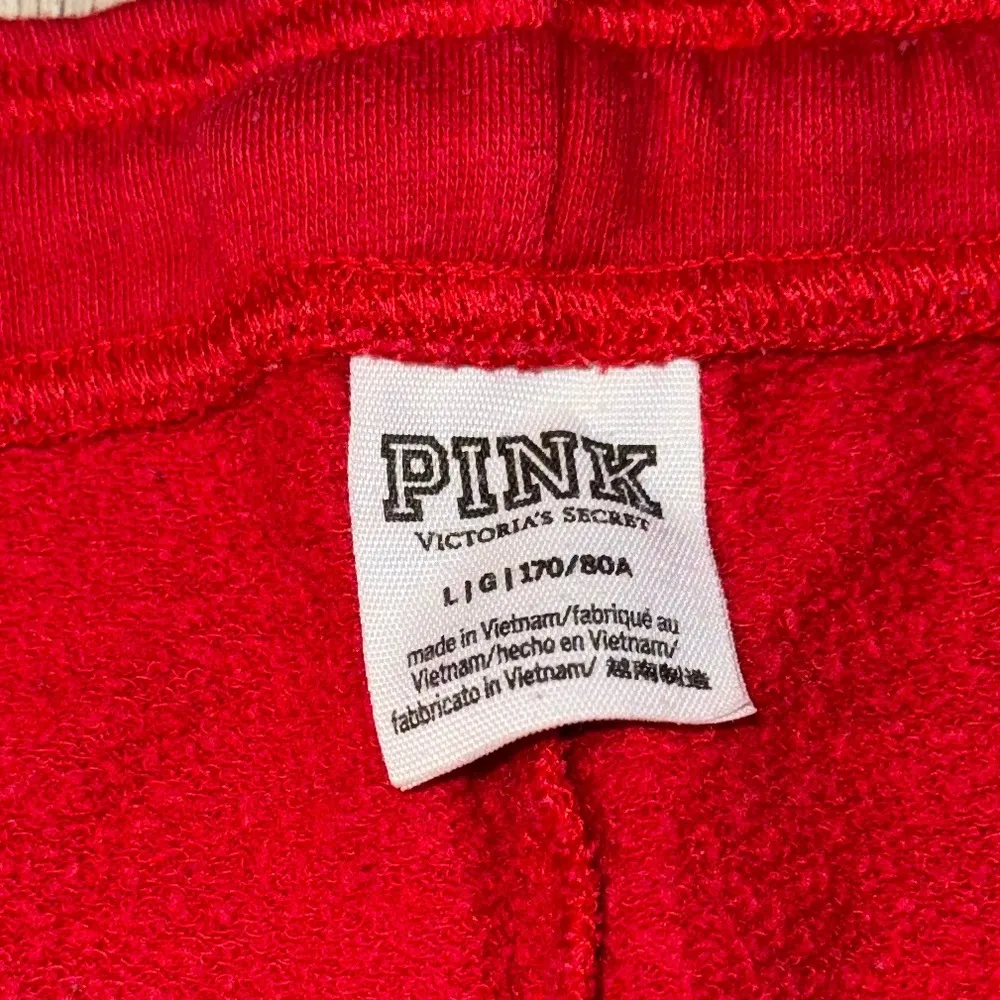 PINK
VICTORIA'S SECRET
L | G | 170/80A
made in Vietnam/fabriqué au
Vietnam/hecho en Vietnam/
fabbricato in Vietnam/ 越南制造